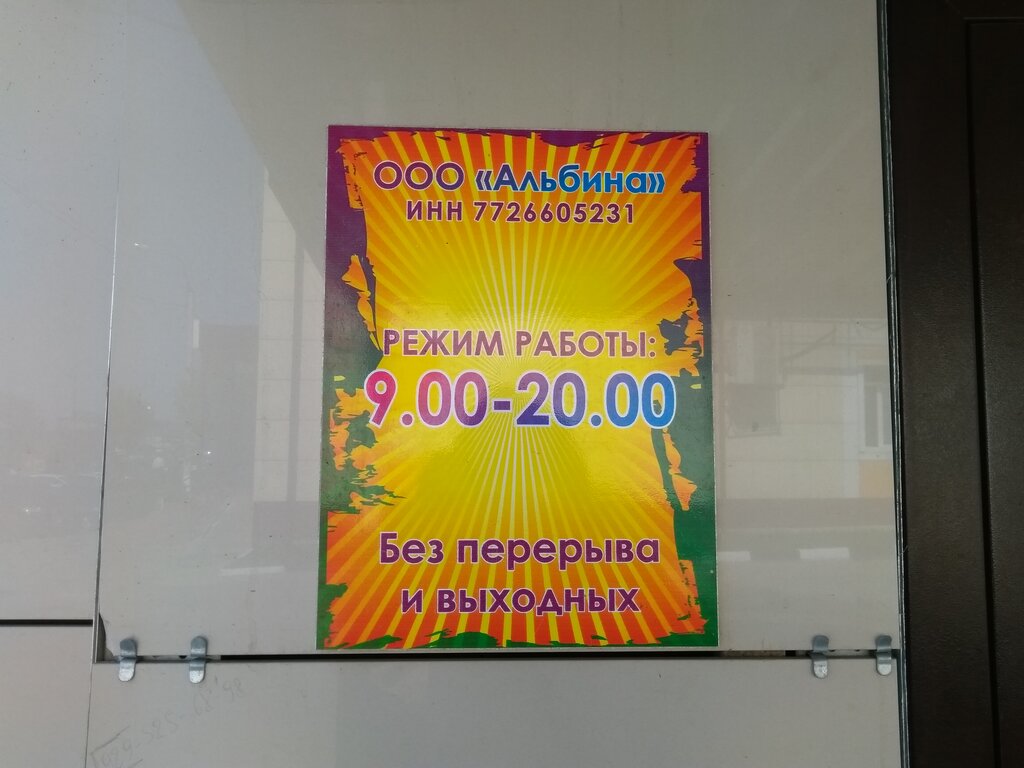 ООО «Альбина»
ИНН 7726605231
РЕЖИМ РАБОТЫ:
9.00-20.00
Без перерыва
и выходных